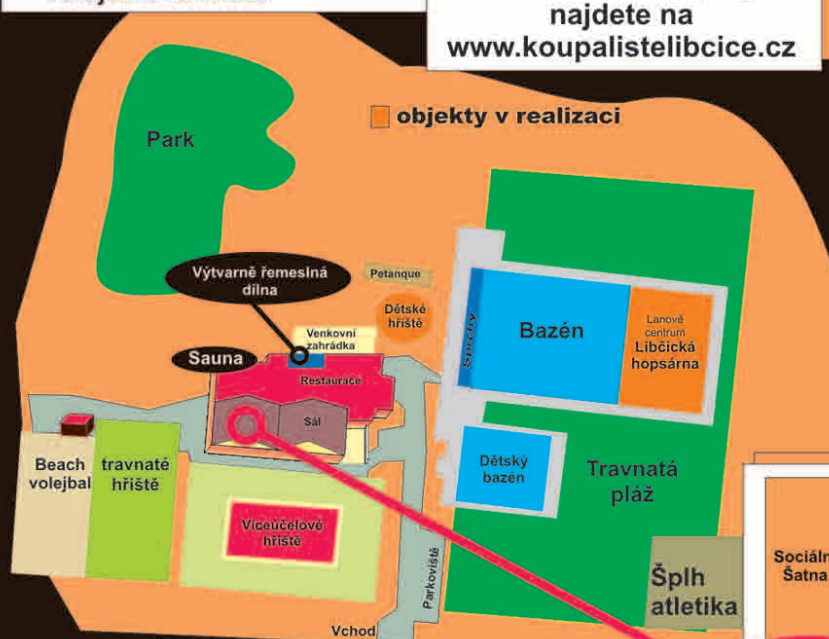 najdete na
www.koupalistelibcice.cz
objekty v realizaci
Park
Výtvarně řemeslná
dílna
Petanque
Dětské
hřiště
Venkovní
zahrádka
Sauna
Restaurace
Sál
Sprchy
Bazén
Lanové
centrum
Libčická
hopsárna
Beach
volejbal
travnaté
hřiště
Dětský
bazén
Travnatá
pláž
Víceúčelové
hřiště
Parkoviště
Šplh
atletika
Sociáln
Šatna
Vchod